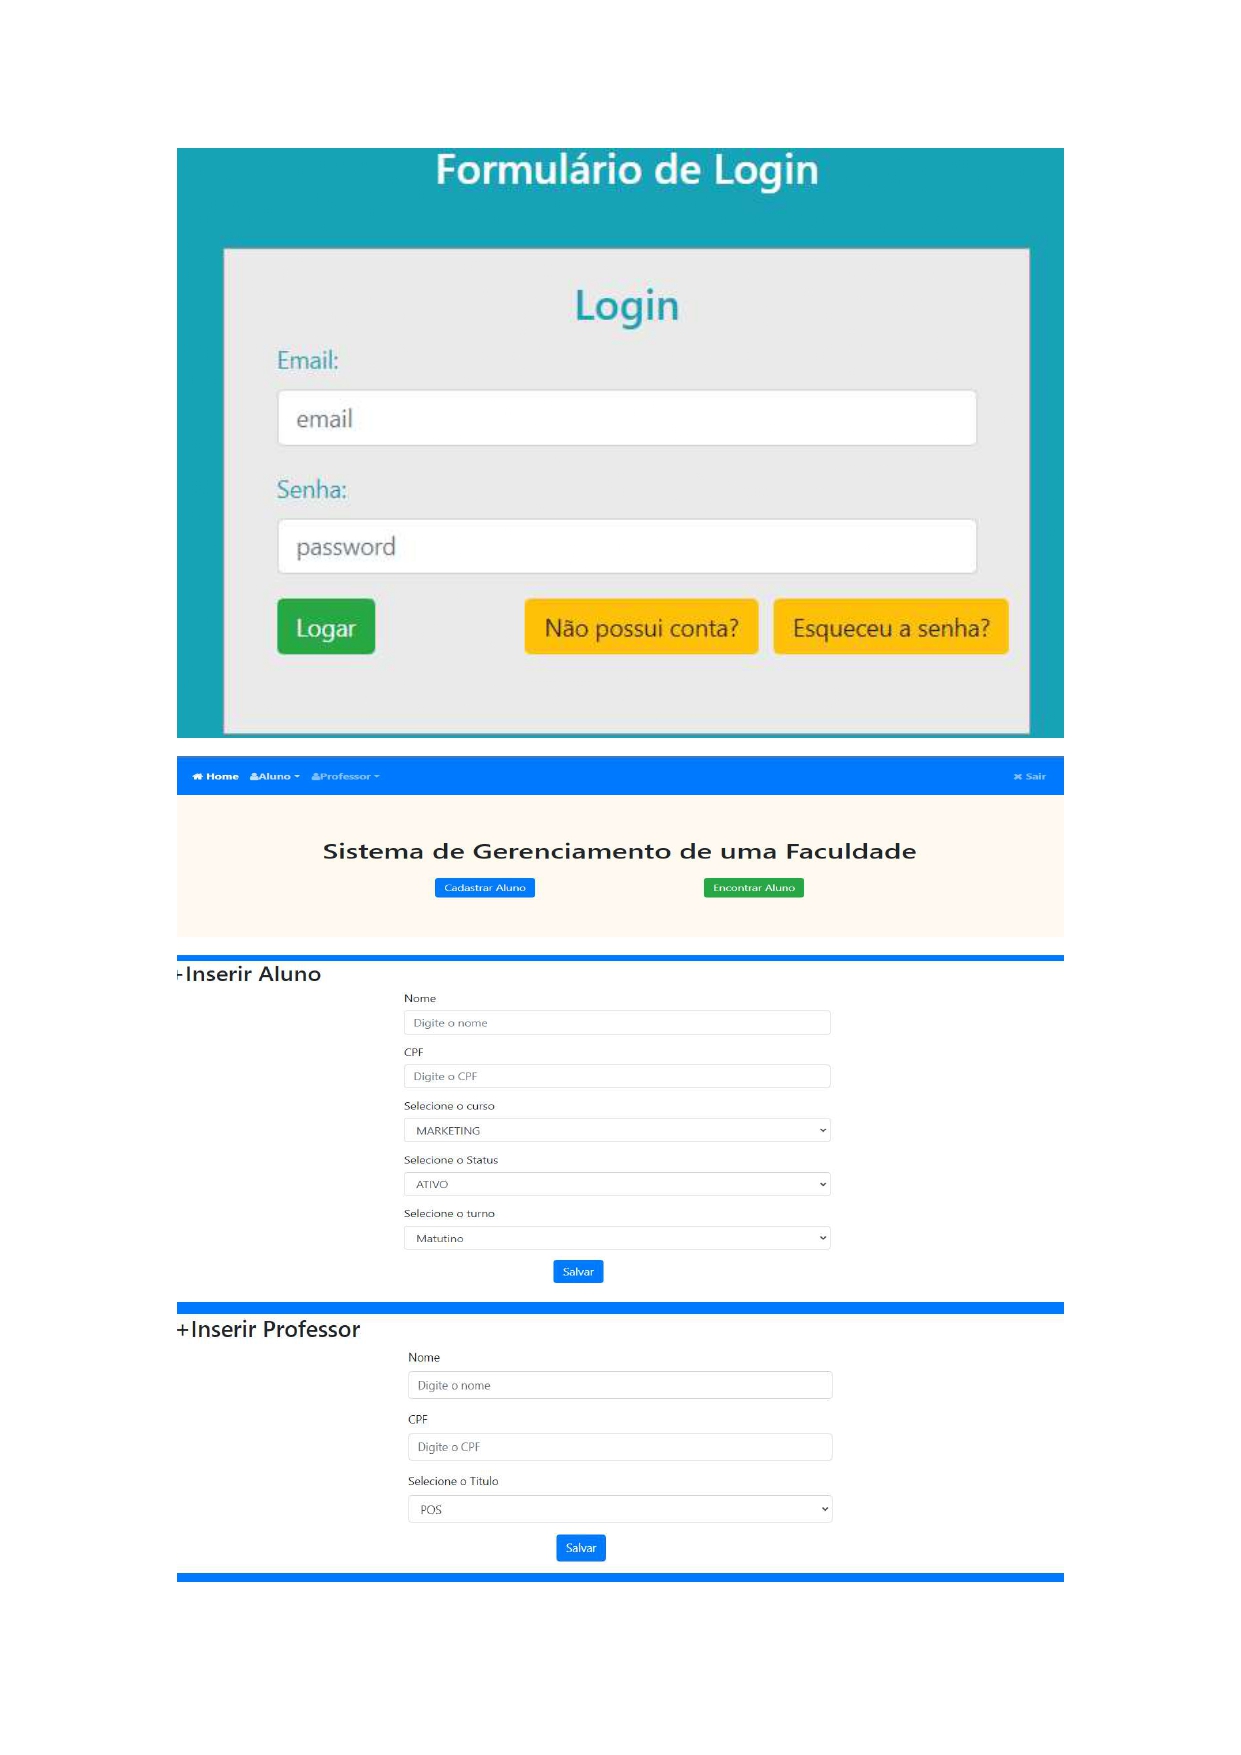 Formulário de Login
Login
Email:
email
Senha:
password
Logar Não possui conta? Esqueceu a senha?
Home Aluno Professor Sair
Sistema de Gerenciamento de uma Faculdade
Cadastrar Aluno Encontrar Aluno
+Inserir Aluno
Nome
Digite o nome
CPF
Digite o CPF
Selecione o curso
MARKETING
Selecione o Status
ATIVO
Selecione o turno
Matutino
Salvar
+Inserir Professor
Nome
Digite o nome
CPF
Digite o CPF
Selecione o Titulo
POS
Salvar